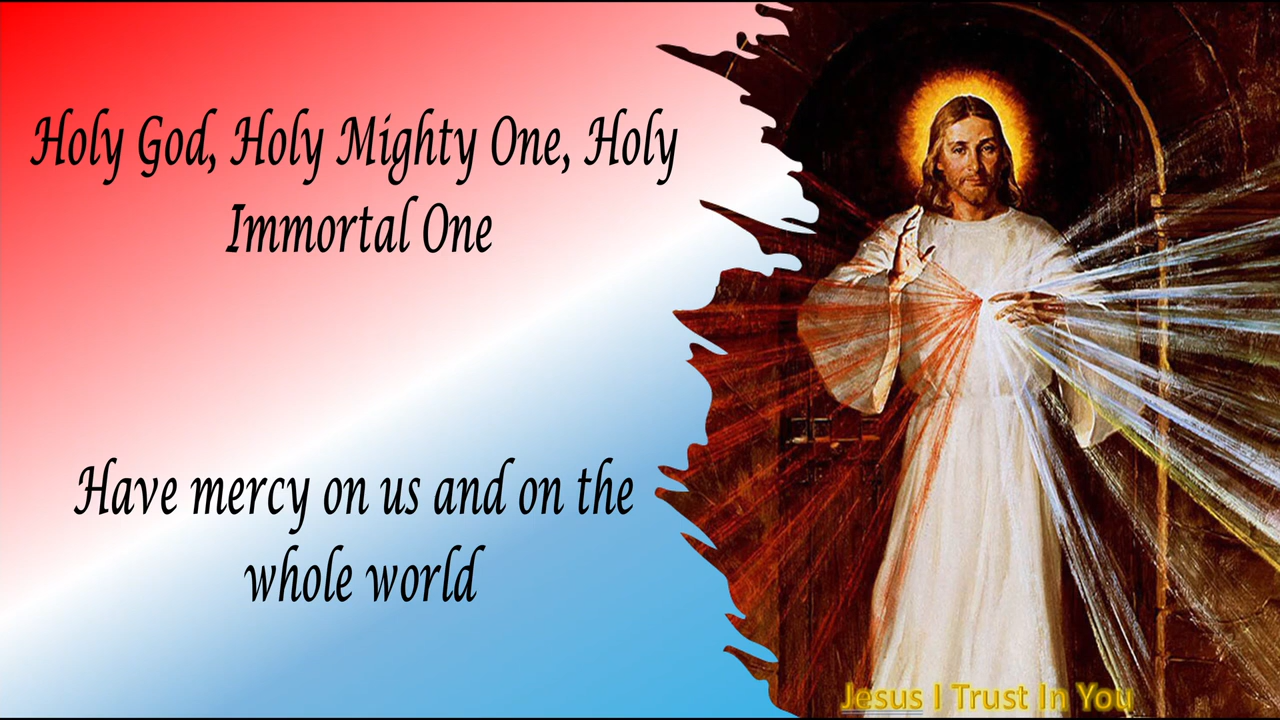 Holy God, Holy Mighty One, Holy
Immortal One
Have mercy on us and on the
whole world
Jesus I Trust In You